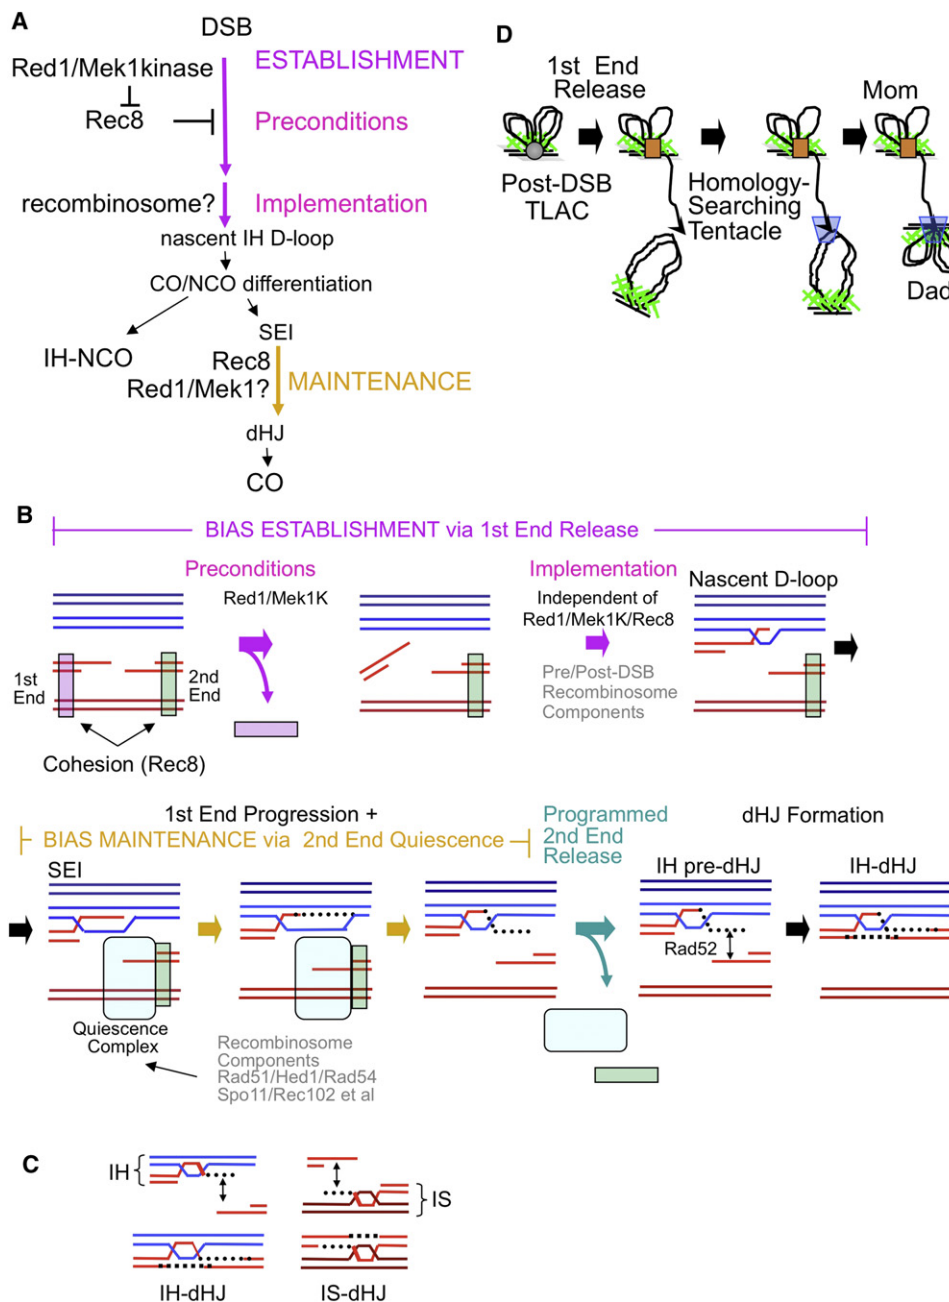 A
DSB
Red1/Mek1kinase
ESTABLISHMENT
Rec8
Preconditions
recombinosome?
Implementation
nascent IH D-loop
CO/NCO differentiation
SEI
IH-NCO
Rec8
Red1/Mek1?
MAINTENANCE
dHJ
CO
D
1st End
Release
Mom
Post-DSB
TLAC
Homology-
Searching
Tentacle
Dad
B
BIAS ESTABLISHMENT via 1st End Release
Preconditions
Implementation
Nascent D-loop
Red1/Mek1K
Independent of
Red1/Mek1K/Rec8
1st
End
2nd
End
Pre/Post-DSB
Recombinosome
Components
Cohesion (Rec8)
1st End Progression +
BIAS MAINTENANCE via 2nd End Quiescence
Programmed
2nd End
Release
dHJ Formation
SEI
IH pre-dHJ
IH-dHJ
Rad52
Quiescence
Complex
Recombinosome
Components
Rad51/Hed1/Rad54
Spo11/Rec102 et al
C
IH
IS
IH-dHJ
IS-dHJ